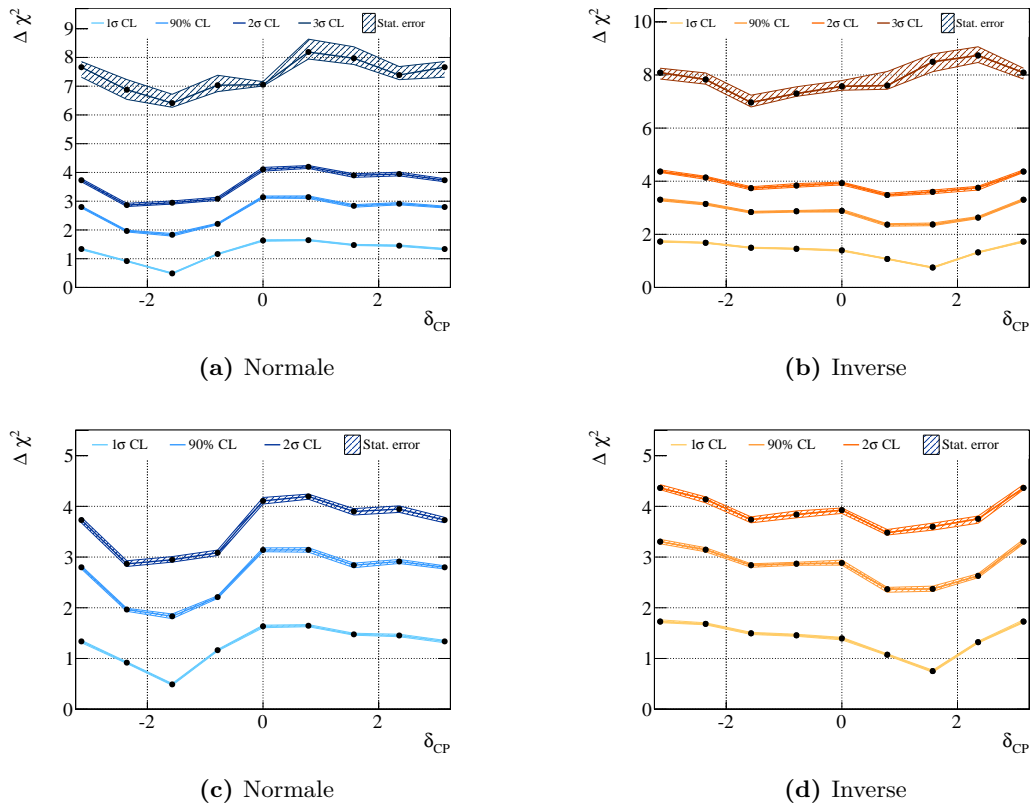 Δ χ²
1σ CL 90% CL 2σ CL 3σ CL Stat. error
9
8
7
6
5
4
3
2
1
0
-2 0 2
δCP
(a) Normale
Δ χ²
1σ CL 90% CL 2σ CL 3σ CL Stat. error
10
8
6
4
2
0
-2 0 2
δCP
(b) Inverse
Δ χ²
1σ CL 90% CL 2σ CL Stat. error
5
4
3
2
1
0
-2 0 2
δCP
(c) Normale
Δ χ²
1σ CL 90% CL 2σ CL Stat. error
5
4
3
2
1
0
-2 0 2
δCP
(d) Inverse